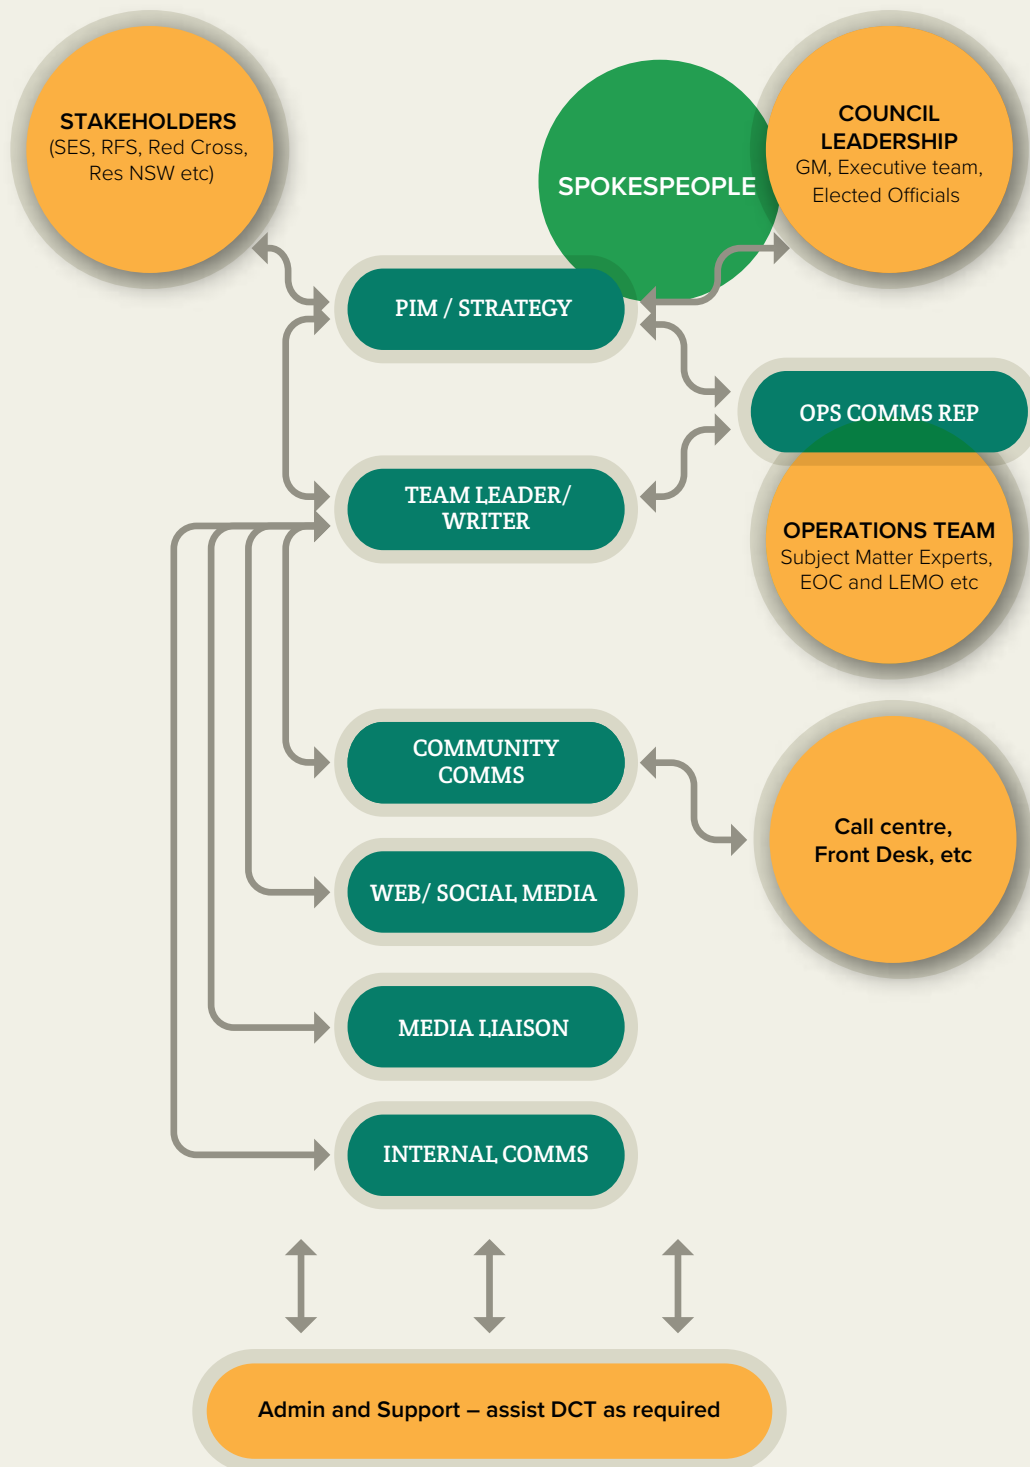 STAKEHOLDERS
(SES, RFS, Red Cross,
Res NSW etc)
SPOKESPEOPLE
COUNCIL
LEADERSHIP
GM, Executive team,
Elected Officials
PIM / STRATEGY
OPS COMMS REP
TEAM LEADER/
WRITER
OPERATIONS TEAM
Subject Matter Experts,
EOC and LEMO etc
COMMUNITY
COMMS
Call centre,
Front Desk, etc
WEB/ SOCIAL MEDIA
MEDIA LIAISON
INTERNAL COMMS
Admin and Support – assist DCT as required